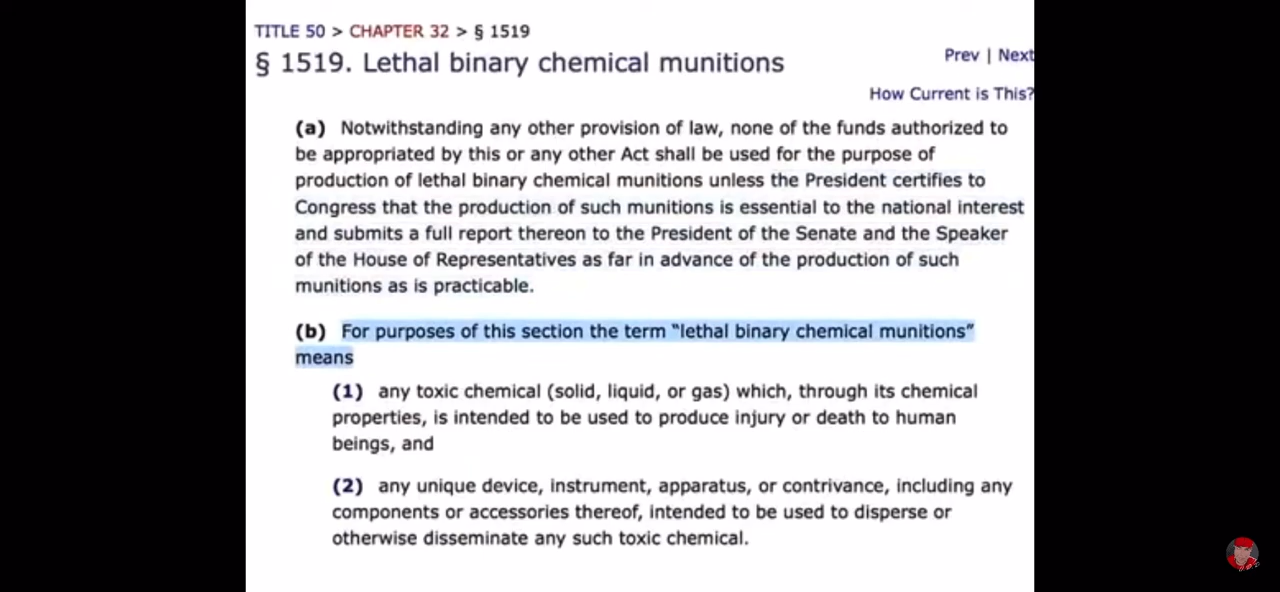 TITLE 50 > CHAPTER 32 > § 1519
§ 1519. Lethal binary chemical munitions
Prev | Next
How Current is This?
(a) Notwithstanding any other provision of law, none of the funds authorized to
be appropriated by this or any other Act shall be used for the purpose of
production of lethal binary chemical munitions unless the President certifies to
Congress that the production of such munitions is essential to the national interest
and submits a full report thereon to the President of the Senate and the Speaker
of the House of Representatives as far in advance of the production of such
munitions as is practicable.
(b) For purposes of this section the term “lethal binary chemical munitions”
means
(1) any toxic chemical (solid, liquid, or gas) which, through its chemical
properties, is intended to be used to produce injury or death to human
beings, and
(2) any unique device, instrument, apparatus, or contrivance, including any
components or accessories thereof, intended to be used to disperse or
otherwise disseminate any such toxic chemical.